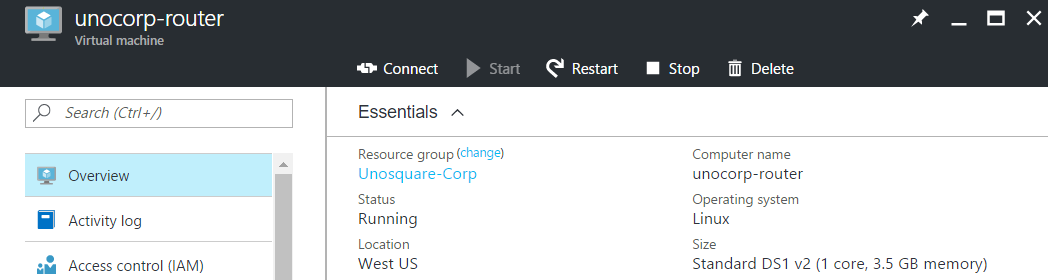 unocorp-router
Virtual machine
Connect Start Restart Stop Delete
Search (Ctrl+/)
Overview
Activity log
Access control (IAM)
Essentials
Resource group (change)
Unosquare-Corp
Status
Running
Location
West US
Computer name
unocorp-router
Operating system
Linux
Size
Standard DS1 v2 (1 core, 3.5 GB memory)